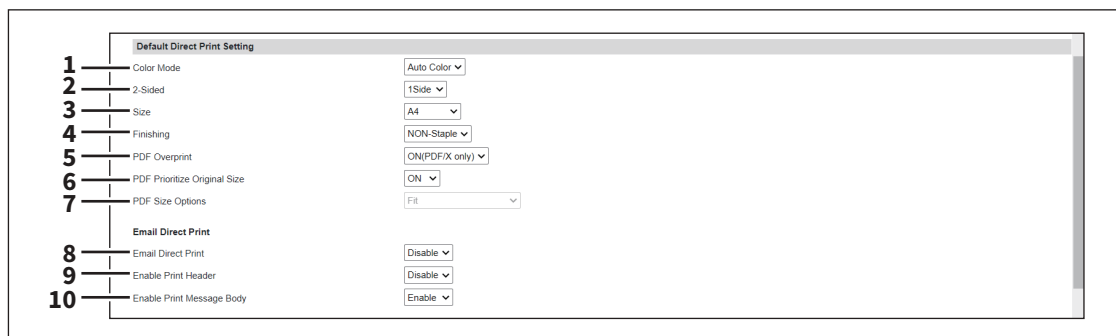 Default Direct Print Setting
1 Color Mode Auto Color
2 2-Sided 1Side
3 Size A4
4 Finishing NON-Staple
5 PDF Overprint ON(PDF/X only)
6 PDF Prioritize Original Size ON
7 PDF Size Options Fit
Email Direct Print
8 Email Direct Print Disable
9 Enable Print Header Disable
10 Enable Print Message Body Enable